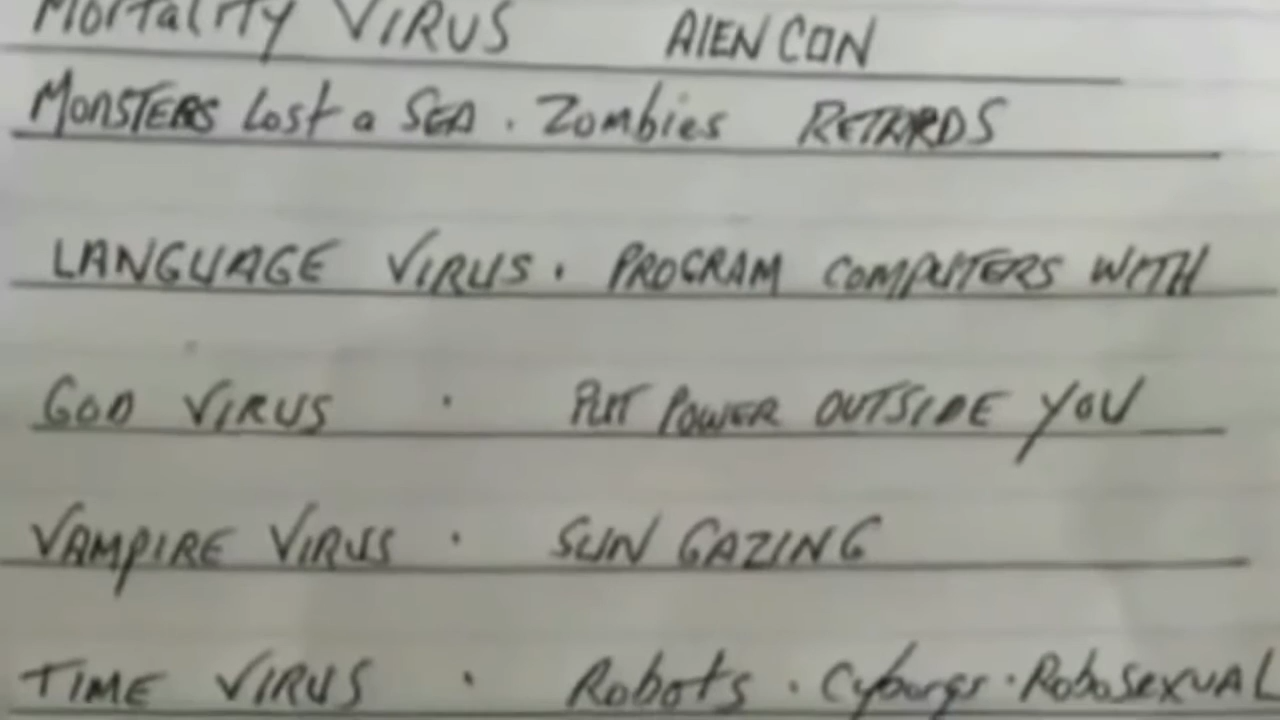 Mortality VIRUS AIEN CON
MONSTERS Lost a SEA . Zombies RETARDS
LANGUAGE VIRUS . PROGRAM COMPUTERS WITH
GOD VIRUS . PUT POWER OUTSIDE YOU
VAMPIRE VIRUS . SUN GAZING
TIME VIRUS . Robots . Cyborgs . RoboSEXUAL